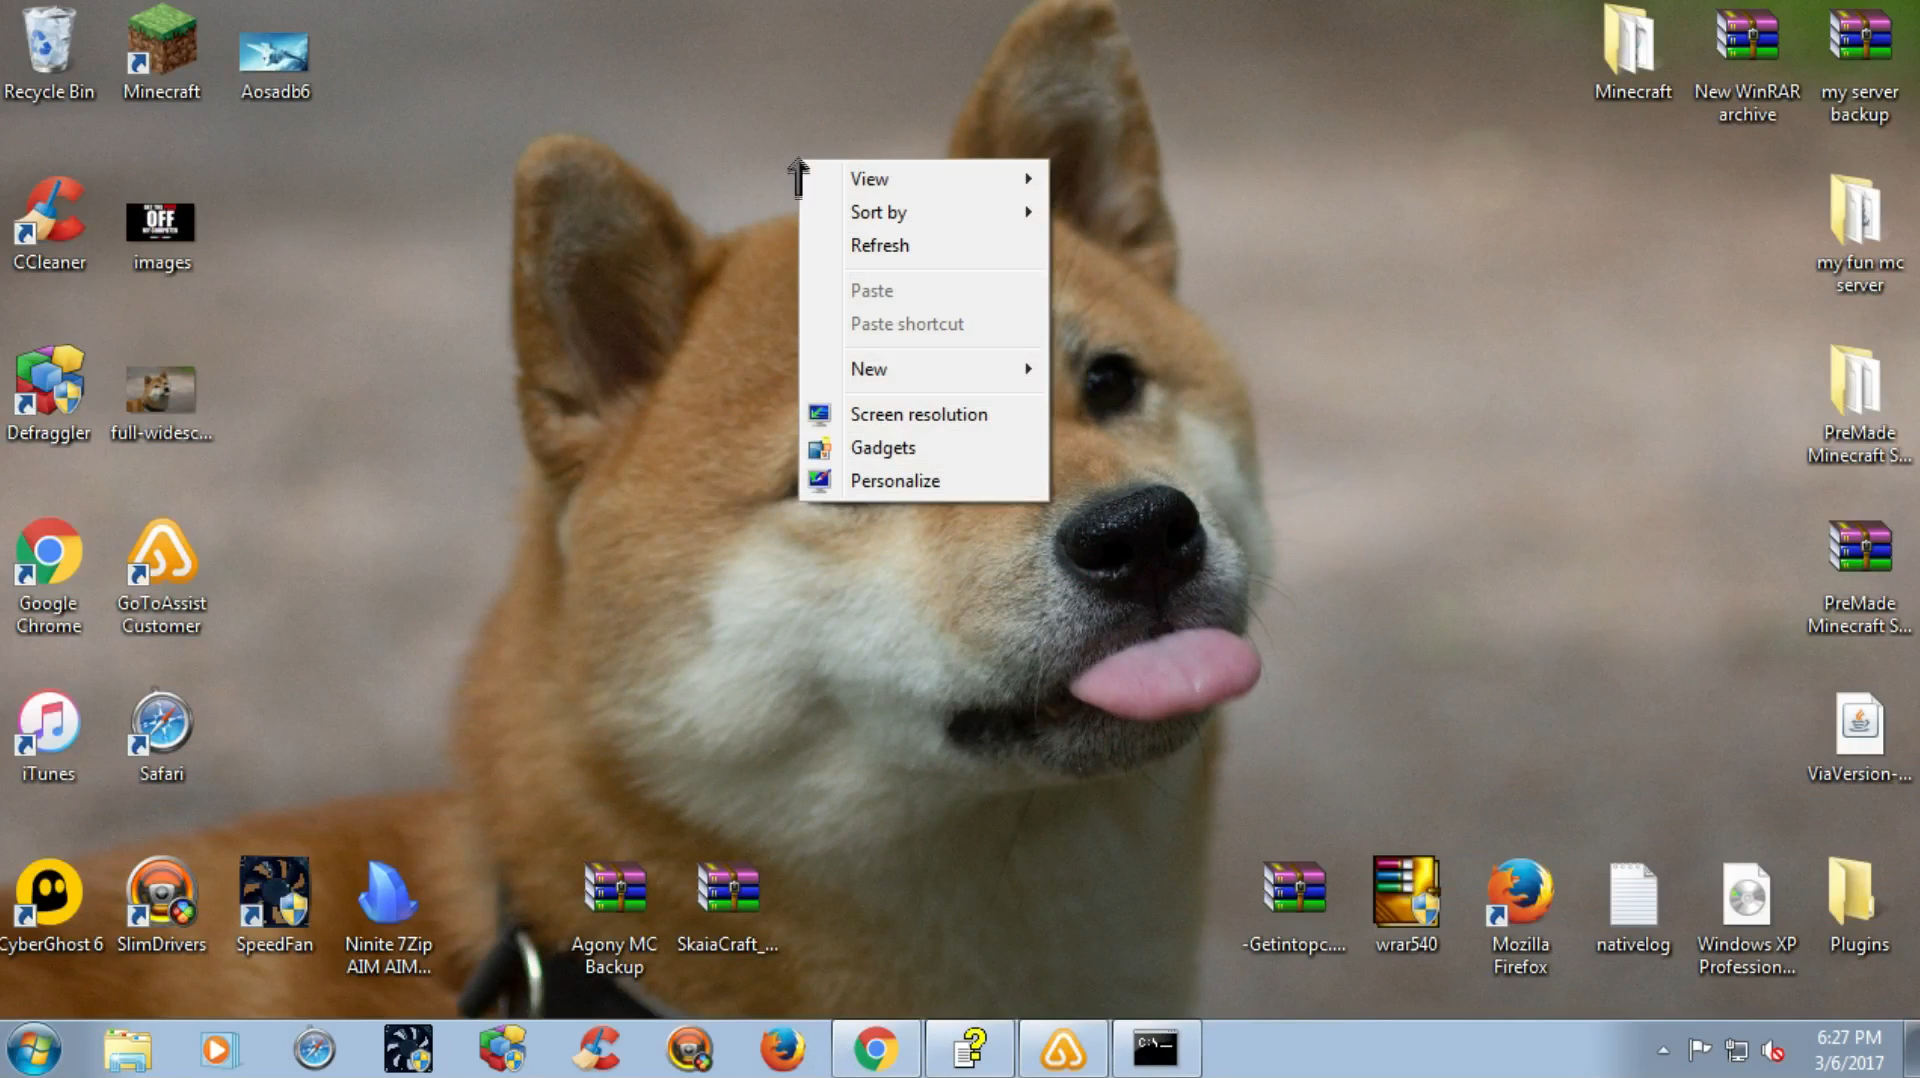 Recycle Bin
Minecraft
Aosadb6
Minecraft
New WinRAR
archive
my server
backup
View
Sort by
Refresh
Paste
Paste shortcut
New
Screen resolution
Gadgets
Personalize
CCleaner
OFF
images
my fun mc
server
Defraggler
full-widesc...
PreMade
Minecraft S...
Google
Chrome
GoToAssist
Customer
PreMade
Minecraft S...
iTunes
Safari
ViaVersion-...
CyberGhost 6
SlimDrivers
SpeedFan
Ninite 7Zip
AIM AIM...
Agony MC
Backup
SkaiaCraft_...
-Getintopc....
wrar540
Mozilla
Firefox
nativelog
Windows XP
Profession...
Plugins
C:\
6:27 PM
3/6/2017